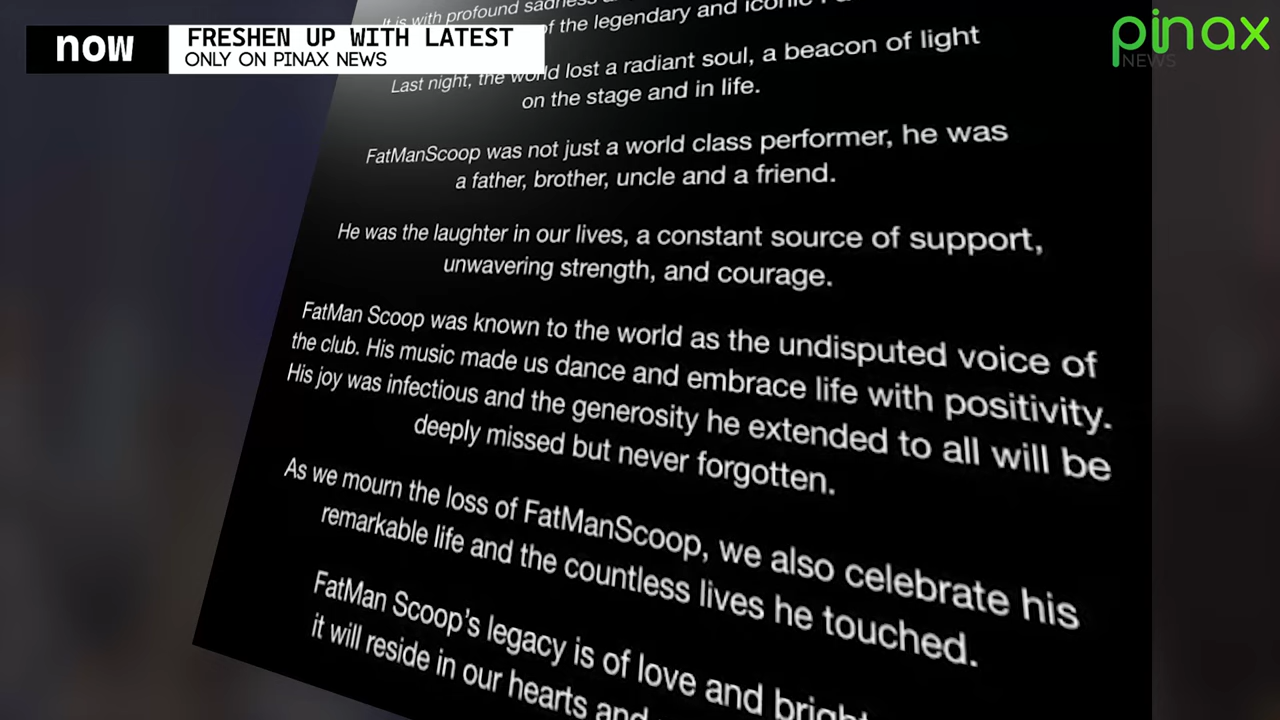 now
FRESHEN UP WITH LATEST
ONLY ON PINAX NEWS
pinax
NEWS
It is with profound sadness
of the legendary and iconic
Last night, the world lost a radiant soul, a beacon of light
on the stage and in life.
FatManScoop was not just a world class performer, he was
a father, brother, uncle and a friend.
He was the laughter in our lives, a constant source of support,
unwavering strength, and courage.
FatMan Scoop was known to the world as the undisputed voice of
the club. His music made us dance and embrace life with positivity.
His joy was infectious and the generosity he extended to all will be
deeply missed but never forgotten.
As we mourn the loss of FatManScoop, we also celebrate his
remarkable life and the countless lives he touched.
FatMan Scoop's legacy is of love and
it will reside in our hearts and